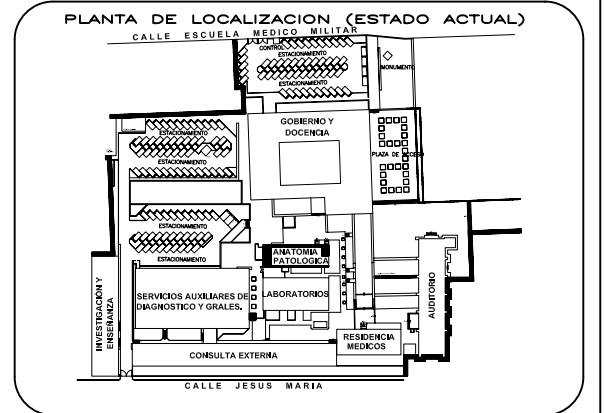 PLANTA DE LOCALIZACION (ESTADO ACTUAL)
CALLE ESCUELA MEDICO MILITAR
CONTROL
ESTACIONAMIENTO
ESTACIONAMIENTO
MONUMENTO
GOBIERNO Y
DOCENCIA
ESTACIONAMIENTO
PLAZA DE ACCESO
ESTACIONAMIENTO
ESTACIONAMIENTO
ANATOMIA
PATOLOGICA
ESTACIONAMIENTO
INVESTIGACIÓN Y
ENSEÑANZA
SERVICIOS AUXILIARES DE
DIAGNOSTICO Y GRALES.
LABORATORIOS
AUDITORIO
RESIDENCIA
MEDICOS
CONSULTA EXTERNA
CALLE JESUS MARIA